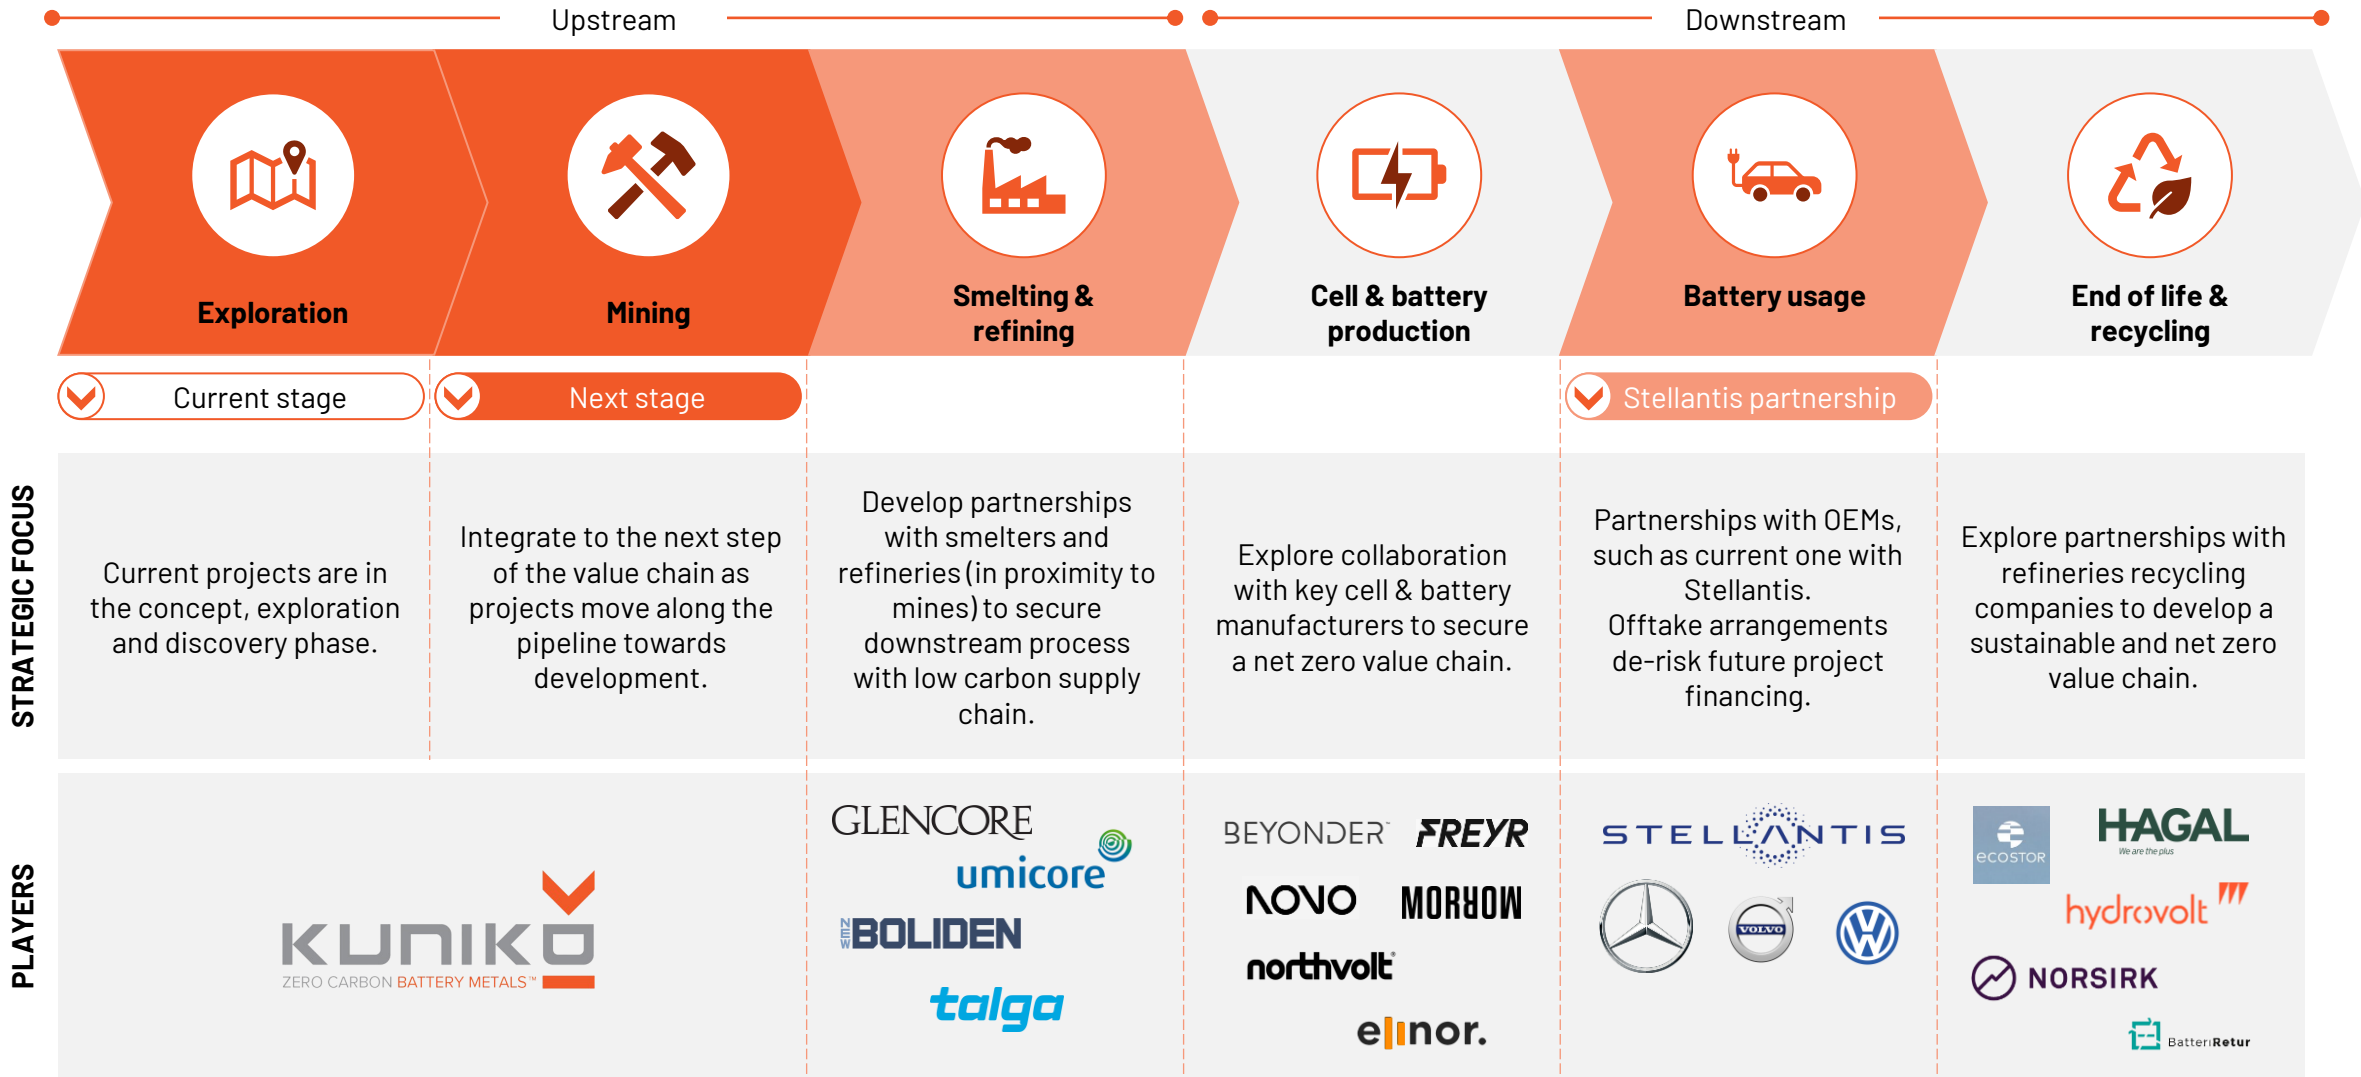 Upstream
Downstream
Exploration
Mining
Smelting &
refining
Cell & battery
production
Battery usage
End of life &
recycling
Current stage
Next stage
Stellantis partnership
STRATEGIC FOCUS
Current projects are in
the concept, exploration
and discovery phase.
Integrate to the next step
of the value chain as
projects move along the
pipeline towards
development.
Develop partnerships
with smelters and
refineries (in proximity to
mines) to secure
downstream process
with low carbon supply
chain.
Explore collaboration
with key cell & battery
manufacturers to secure
a net zero value chain.
Partnerships with OEMs,
such as current one with
Stellantis.
Offtake arrangements
de-risk future project
financing.
Explore partnerships with
refineries recycling
companies to develop a
sustainable and net zero
value chain.
PLAYERS
KUNIKO
ZERO CARBON BATTERY METALS™
GLENCORE
umicore
NEW BOLIDEN
talga
BEYONDER™
FREYR
NOVO
MORROW
northvolt
elinor.
STELLANTIS
VOLVO
VW
ecoSTOR
HAGAL
We are the plus
hydrovolt
NORSIRK
BatteriRetur